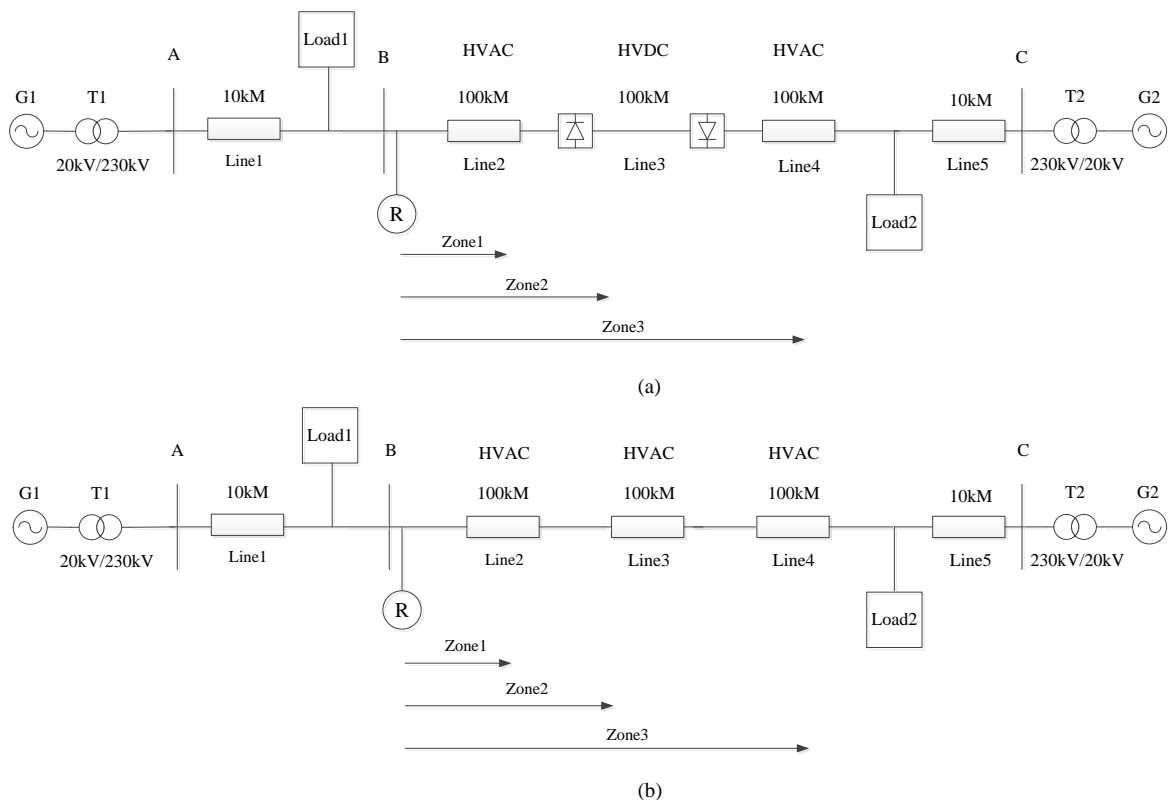 Load1
A
B
HVAC
HVDC
HVAC
C
G1
T1
10kM
100kM
100kM
100kM
10kM
T2
G2
20kV/230kV
Line1
Line2
Line3
Line4
Line5
230kV/20kV
R
Load2
Zone1
Zone2
Zone3
(a)
Load1
A
B
HVAC
HVAC
HVAC
C
G1
T1
10kM
100kM
100kM
100kM
10kM
T2
G2
20kV/230kV
Line1
Line2
Line3
Line4
Line5
230kV/20kV
R
Load2
Zone1
Zone2
Zone3
(b)